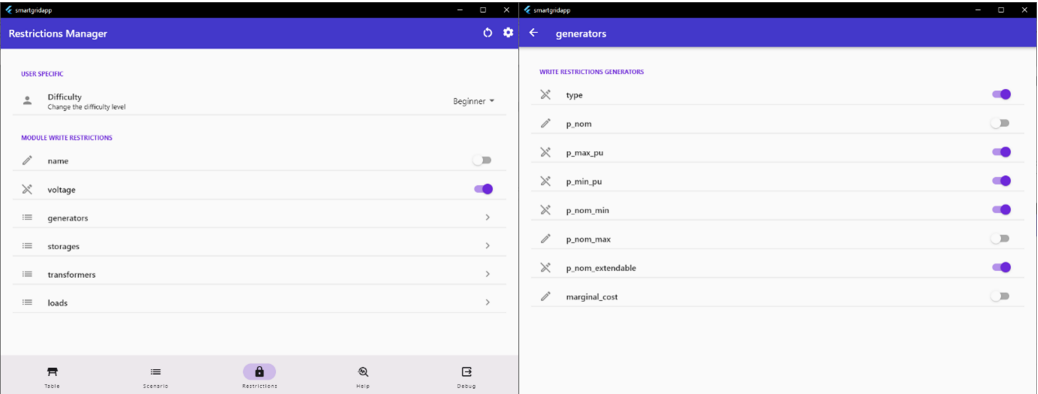 smartgridapp
Restrictions Manager
USER SPECIFIC
Difficulty
Change the difficulty level
Beginner
MODULE WRITE RESTRICTIONS
name
voltage
generators
storages
transformers
loads
Table
Scenario
Restrictions
Help
Debug
smartgridapp
generators
WRITE RESTRICTIONS GENERATORS
type
p_nom
p_max_pu
p_min_pu
p_nom_min
p_nom_max
p_nom_extendable
marginal_cost